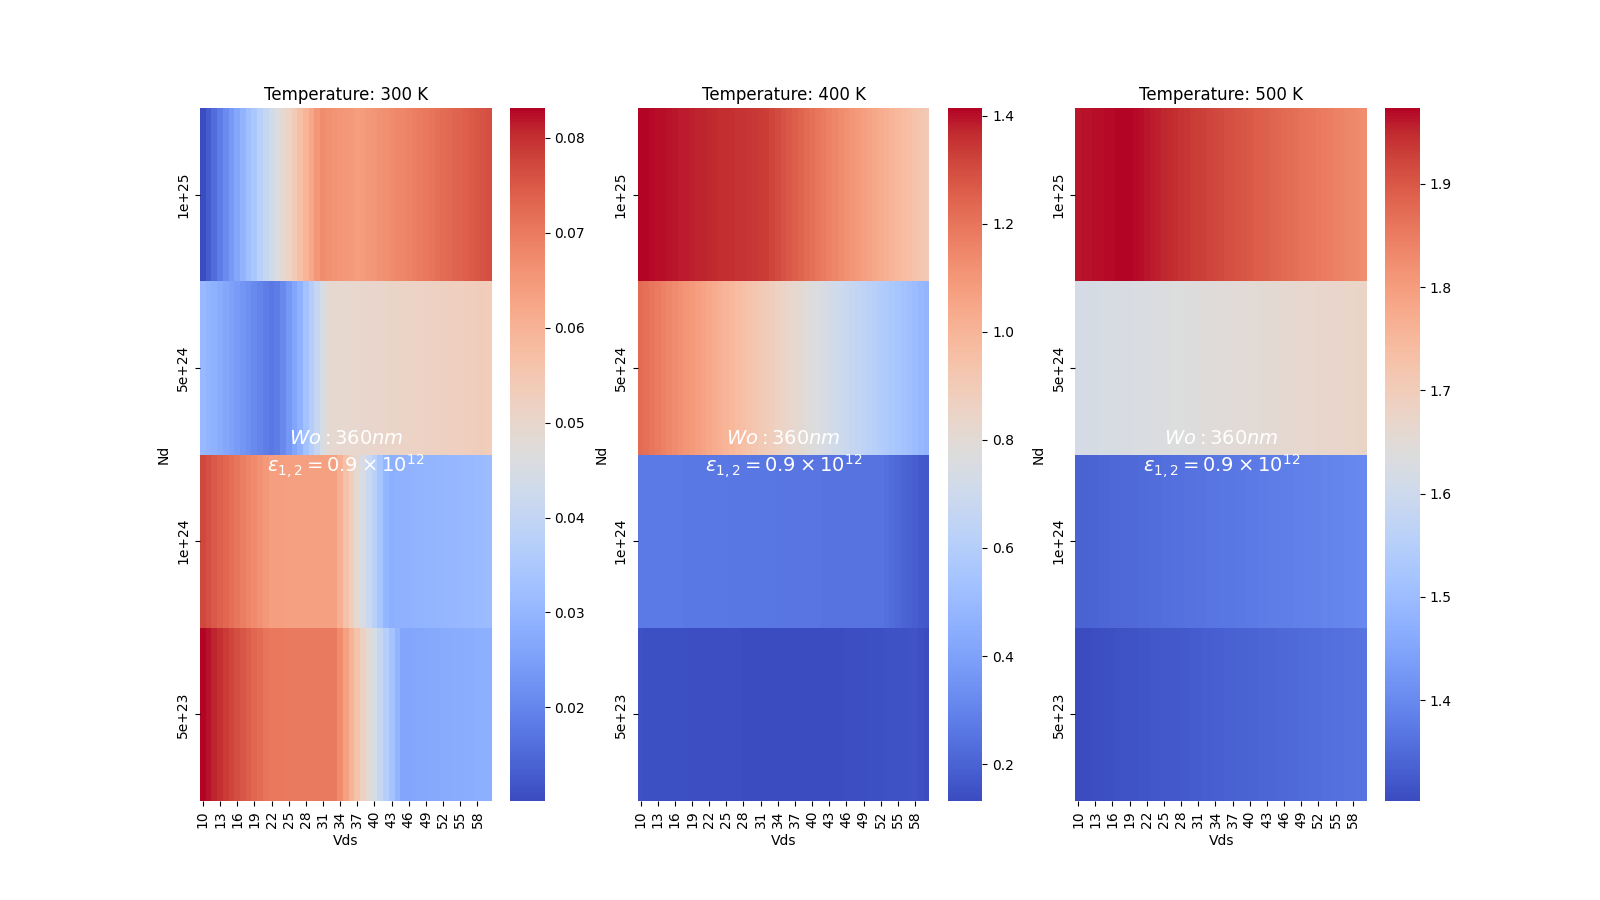 Temperature: 300 K
Nd
1e+25
5e+24
1e+24
5e+23
Wo : 360nm
ε1, 2 = 0.9 × 10^12
10 13 16 19 22 25 28 31 34 37 40 43 46 49 52 55 58
Vds
0.08
0.07
0.06
0.05
0.04
0.03
0.02
Temperature: 400 K
Nd
1e+25
5e+24
1e+24
5e+23
Wo : 360nm
ε1, 2 = 0.9 × 10^12
10 13 16 19 22 25 28 31 34 37 40 43 46 49 52 55 58
Vds
1.4
1.2
1.0
0.8
0.6
0.4
0.2
Temperature: 500 K
Nd
1e+25
5e+24
1e+24
5e+23
Wo : 360nm
ε1, 2 = 0.9 × 10^12
10 13 16 19 22 25 28 31 34 37 40 43 46 49 52 55 58
Vds
1.9
1.8
1.7
1.6
1.5
1.4